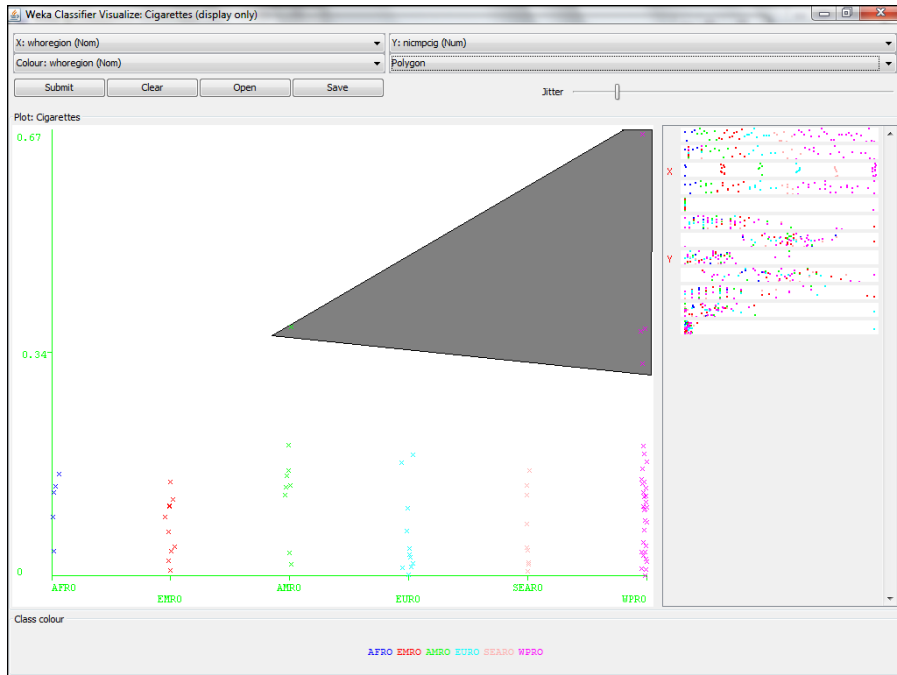 Weka Classifier Visualize: Cigarettes (display only)
X: whoregion (Nom) Y: nicmpcig (Num)
Colour: whoregion (Nom) Polygon
Submit Clear Open Save Jitter
Plot: Cigarettes
0.67
X
Y
0.34
0
AFRO AMRO SEARO
EMRO EURO WPRO
Class colour
AFRO EMRO AMRO EURO SEARO WPRO